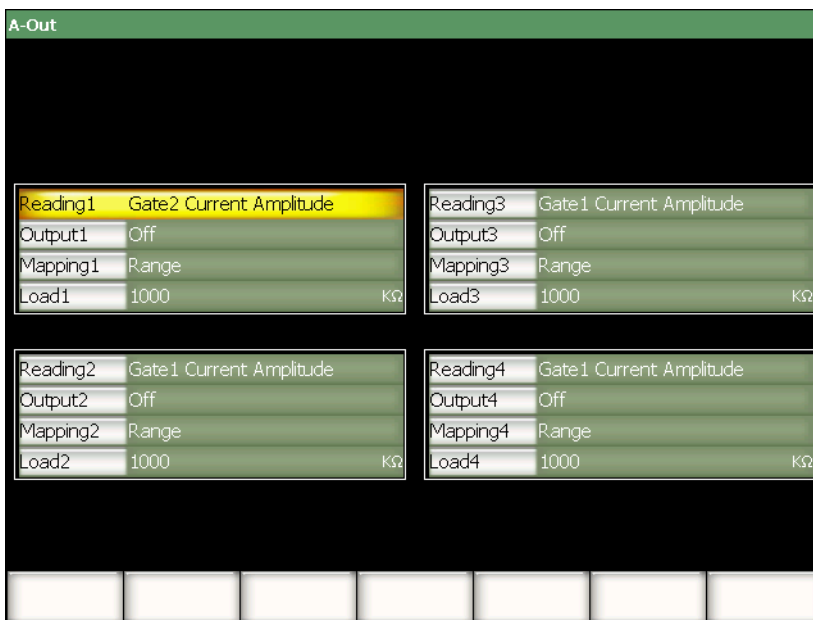 A-Out
Reading1 Gate2 Current Amplitude
Output1 Off
Mapping1 Range
Load1 1000 KΩ
Reading3 Gate1 Current Amplitude
Output3 Off
Mapping3 Range
Load3 1000 KΩ
Reading2 Gate1 Current Amplitude
Output2 Off
Mapping2 Range
Load2 1000 KΩ
Reading4 Gate1 Current Amplitude
Output4 Off
Mapping4 Range
Load4 1000 KΩ